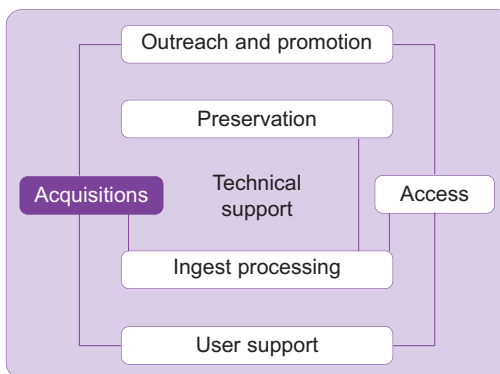 Outreach and promotion
Preservation
Acquisitions
Technical
support
Access
Ingest processing
User support